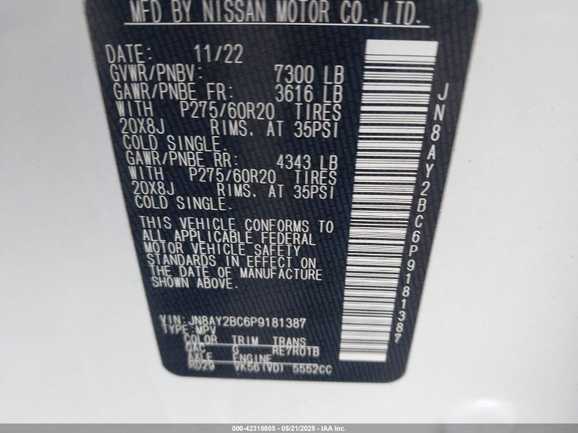 MFD BY NISSAN MOTOR CO.,LTD.
DATE: 11/22
GVWR/PNBV: 7300 LB
GAWR/PNBE FR: 3616 LB
WITH P275/60R20 TIRES
20X8J RIMS. AT 35PSI
COLD SINGLE.
GAWR/PNBE RR: 4343 LB
WITH P275/60R20 TIRES
20X8J RIMS. AT 35PSI
COLD SINGLE.
THIS VEHICLE CONFORMS TO
ALL APPLICABLE FEDERAL
MOTOR VEHICLE SAFETY
STANDARDS IN EFFECT ON
THE DATE OF MANUFACTURE
SHOWN ABOVE.
VIN: JN8AY2BC6P9181387
TYPE: MPV
COLOR TRIM TRANS
QAC G RE7R01B
AXLE ENGINE
RD29 VK56(VD) 5552CC
JN8AY2BC6P9181387
000-42318805 - 05/21/2025 - IAA Inc.